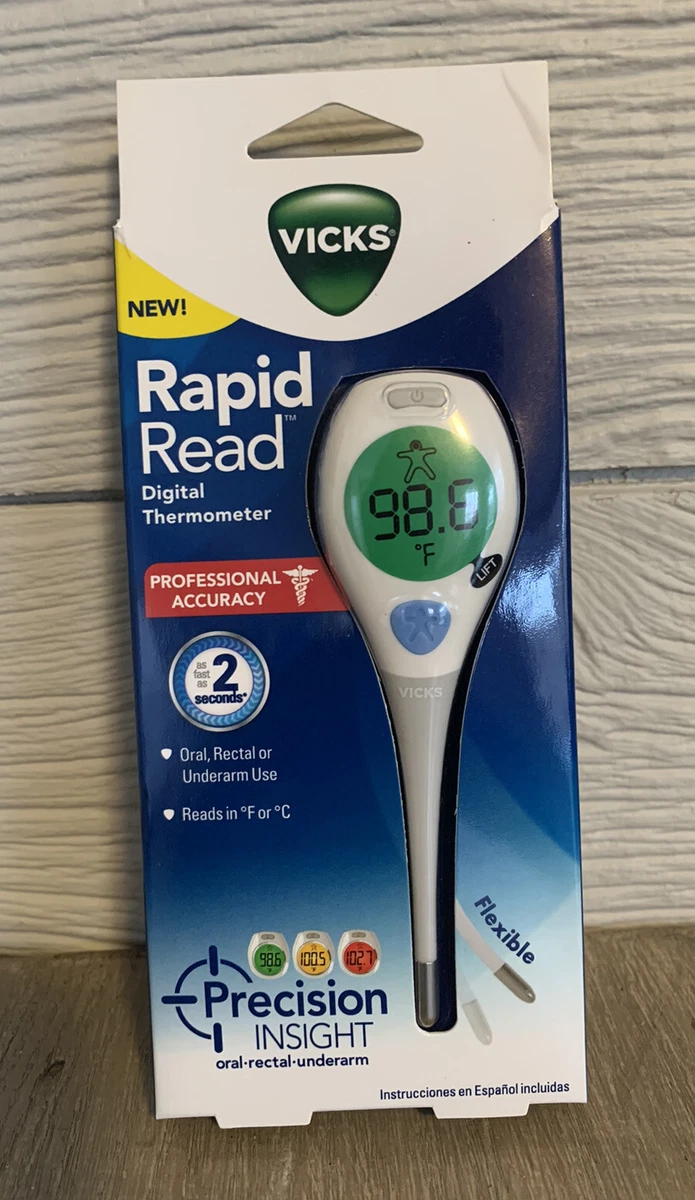 VICKS®
NEW!
Rapid
Read™
Digital
Thermometer
98.6
°F
LIFT
PROFESSIONAL
ACCURACY
as
fast
as
2
seconds*
VICKS
Oral, Rectal or
Underarm Use
Reads in °F or °C
Flexible
98.6
100.5
102.7
Precision
INSIGHT
oral·rectal·underarm
Instrucciones en Español incluidas